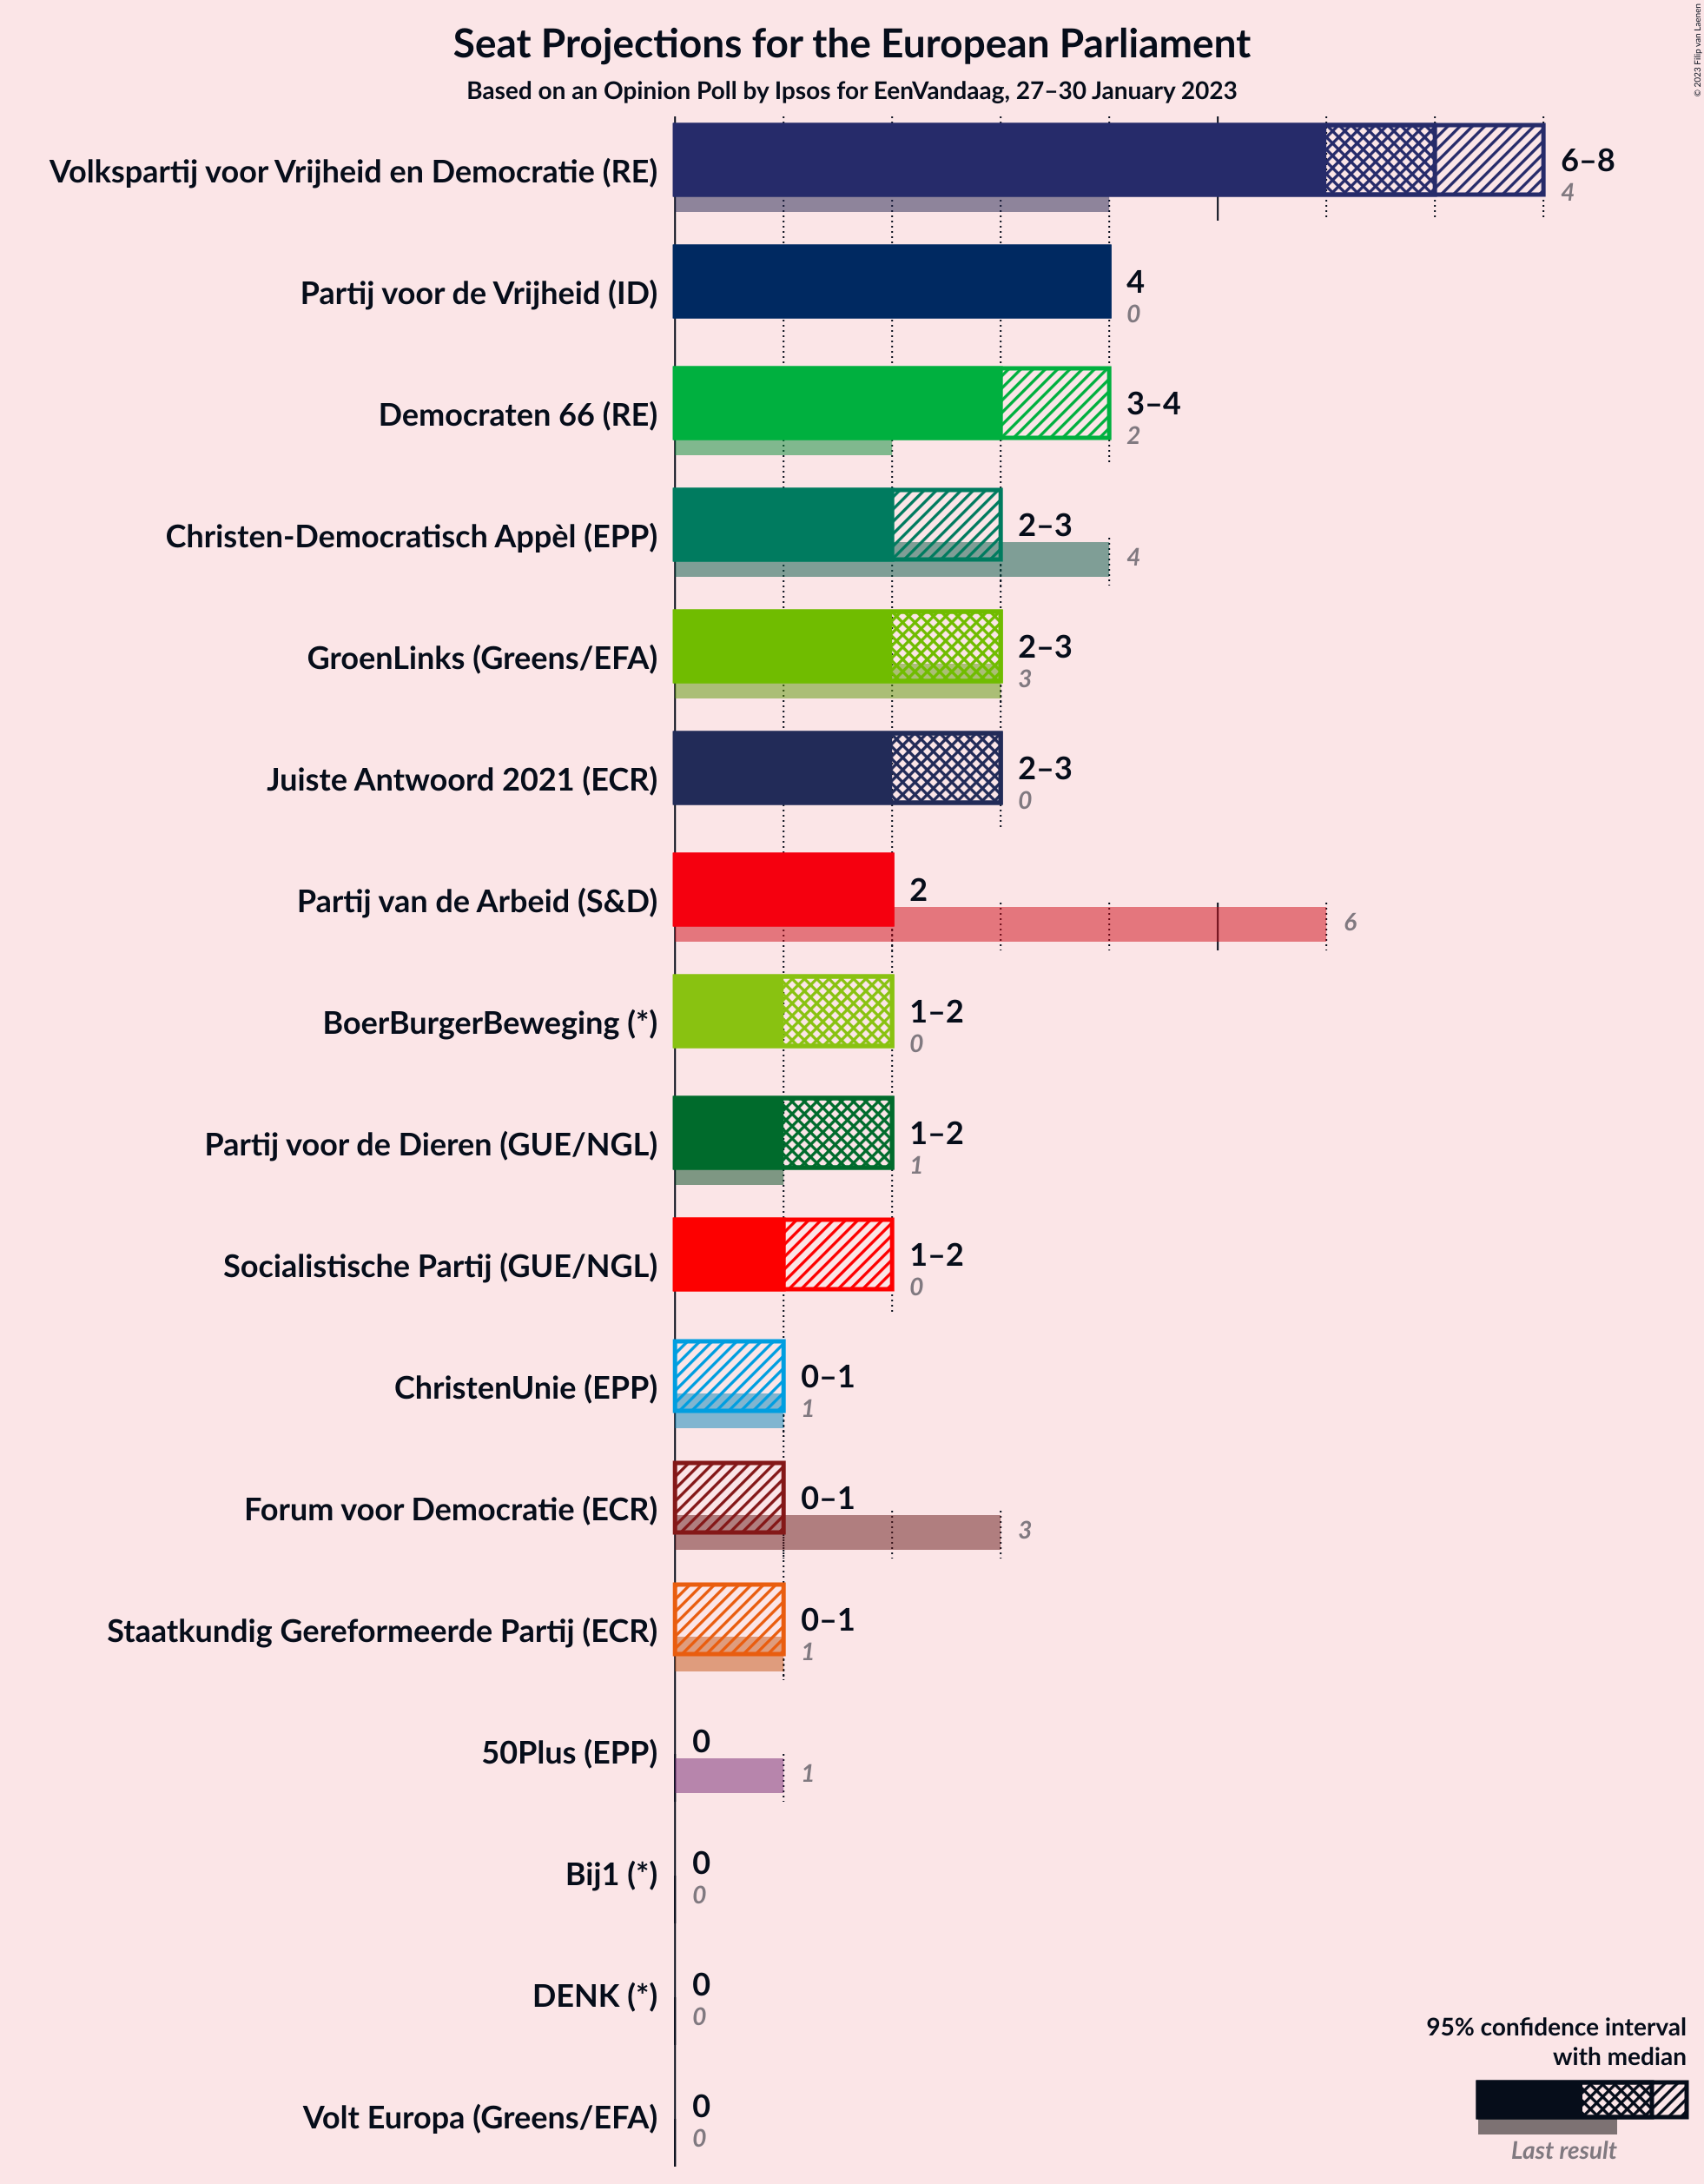 Seat Projections for the European Parliament
Based on an Opinion Poll by Ipsos for EenVandaag, 27–30 January 2023
© 2023 Filip van Laenen
Volkspartij voor Vrijheid en Democratie (RE)
6–8
4
Partij voor de Vrijheid (ID)
4
0
Democraten 66 (RE)
3–4
2
Christen-Democratisch Appèl (EPP)
2–3
4
GroenLinks (Greens/EFA)
2–3
3
Juiste Antwoord 2021 (ECR)
2–3
0
Partij van de Arbeid (S&D)
2
6
BoerBurgerBeweging (*)
1–2
0
Partij voor de Dieren (GUE/NGL)
1–2
1
Socialistische Partij (GUE/NGL)
1–2
0
ChristenUnie (EPP)
0–1
1
Forum voor Democratie (ECR)
0–1
3
Staatkundig Gereformeerde Partij (ECR)
0–1
1
50Plus (EPP)
0
1
Bij1 (*)
0
0
DENK (*)
0
0
Volt Europa (Greens/EFA)
0
0
95% confidence interval
with median
Last result